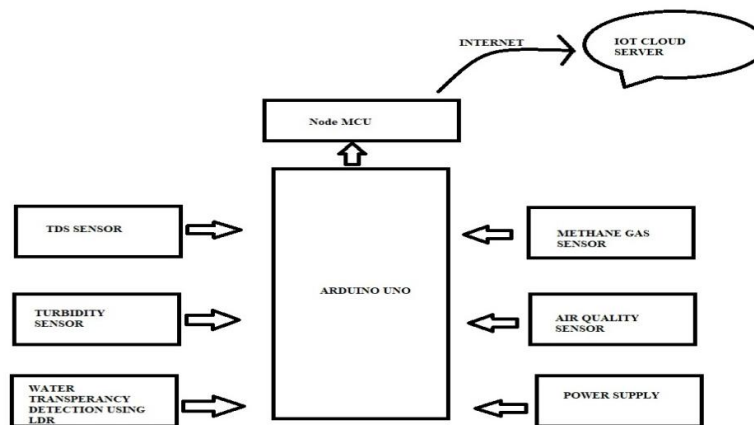 INTERNET
IOT CLOUD
SERVER
Node MCU
TDS SENSOR
METHANE GAS
SENSOR
ARDUINO UNO
TURBIDITY
SENSOR
AIR QUALITY
SENSOR
WATER
TRANSPERANCY
DETECTION USING
LDR
POWER SUPPLY